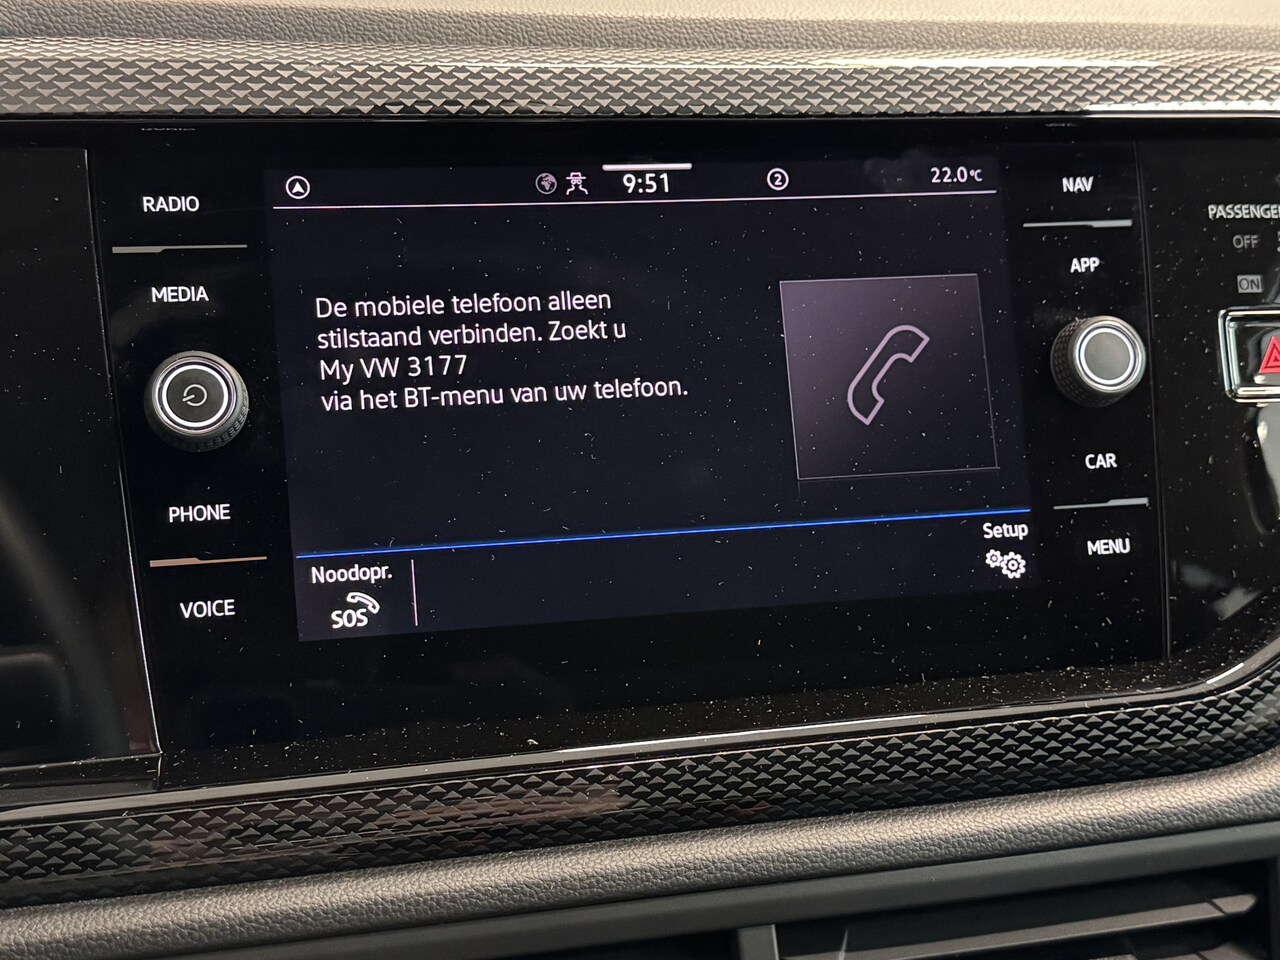 RADIO
MEDIA
PHONE
VOICE
9:51
2
22.0°C
De mobiele telefoon alleen
stilstaand verbinden. Zoekt u
My VW 3177
via het BT-menu van uw telefoon.
Noodopr.
SOS
Setup
NAV
APP
CAR
MENU
OFF
ON